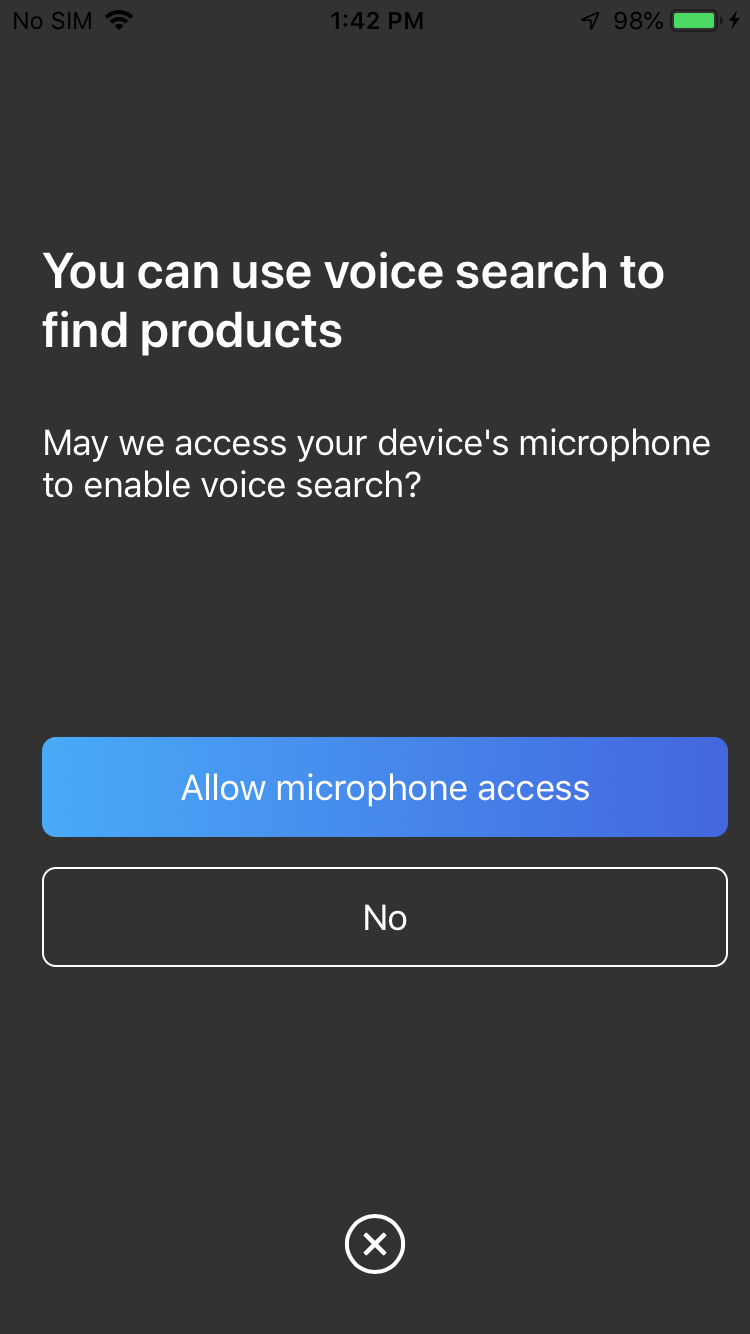 No SIM 1:42 PM 98%
You can use voice search to
find products
May we access your device's microphone
to enable voice search?
Allow microphone access
No